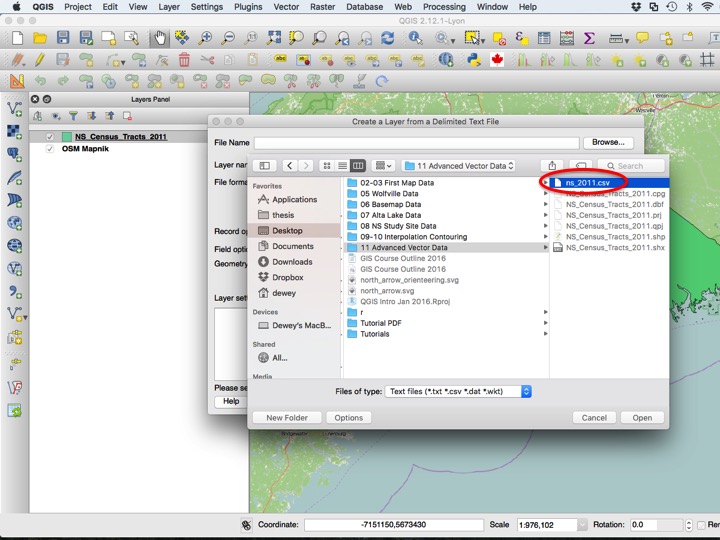 QGIS Project Edit View Layer Settings Plugins Vector Raster Database Web Processing Window Help
QGIS 2.12.1-Lyon
Layers Panel
NS_Census_Tracts_2011
OSM Mapnik
Create a Layer from a Delimited Text File
File Name
Browse...
Layer nam
11 Advanced Vector Data
Search
File forma
Record op
Field option
Geometry
Layer setti
Please se
Help
Favorites
Applications
thesis
Desktop
Documents
Downloads
Dropbox
dewey
Devices
Dewey's MacB...
Shared
All...
Media
02-03 First Map Data
05 Wolfville Data
06 Basemap Data
07 Alta Lake Data
08 NS Study Site Data
09-10 Interpolation Contouring
11 Advanced Vector Data
GIS Course Outline 2016
GIS Course Outline 2016
north_arrow_orienteering.svg
north_arrow.svg
QGIS Intro Jan 2016.Rproj
r
Tutorial PDF
Tutorials
ns_2011.csv
NS_Census_Tracts_2011.cpg
NS_Census_Tracts_2011.dbf
NS_Census_Tracts_2011.prj
NS_Census_Tracts_2011.qpj
NS_Census_Tracts_2011.shp
NS_Census_Tracts_2011.shx
Files of type: Text files (*.txt *.csv *.dat *.wkt)
New Folder Options Cancel Open
Coordinate: -7151150,5673430 Scale 1:976,102 Rotation: 0.0 Ren